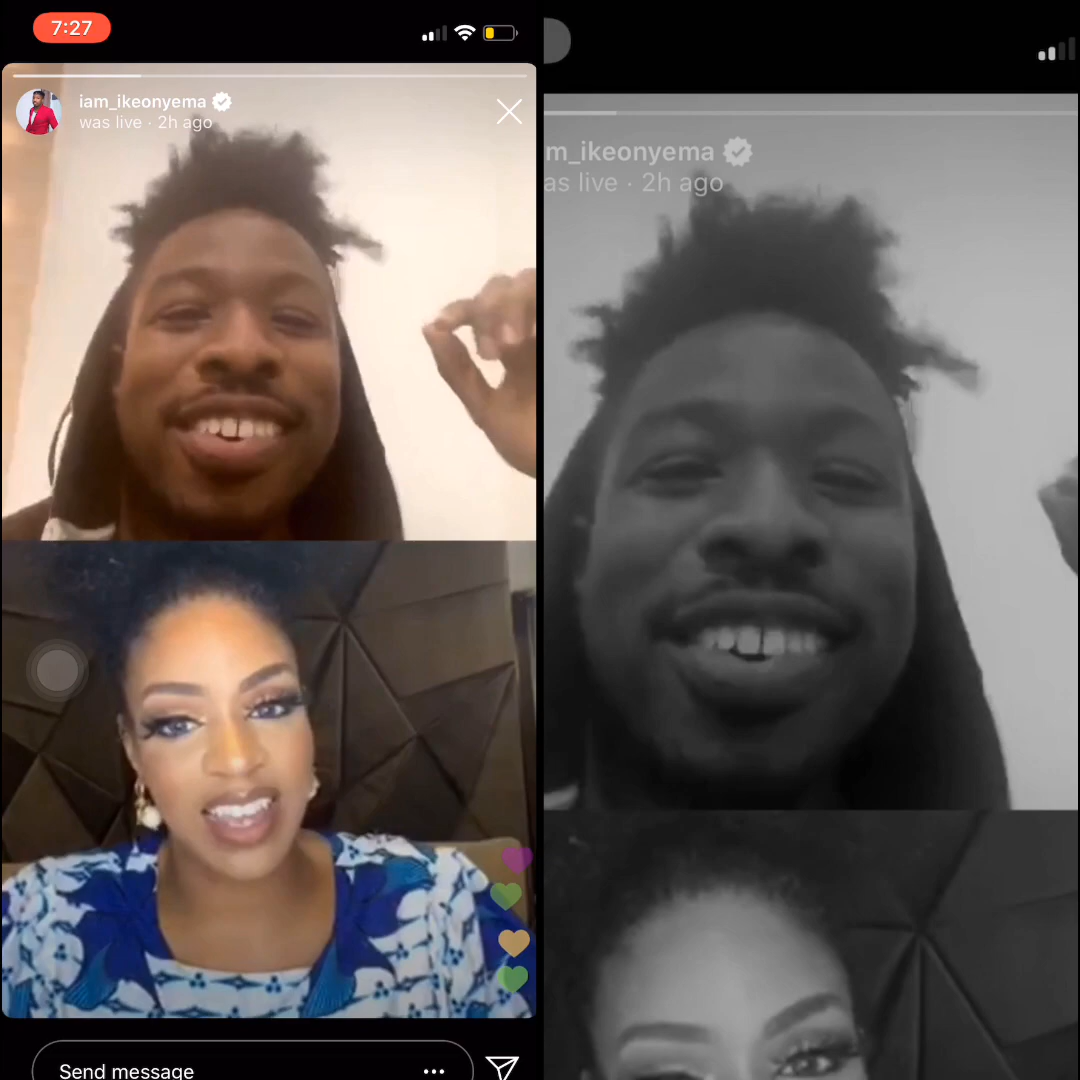 7:27
iam_ikeonyema
was live · 2h ago
Send message
m_ikeonyema
as live · 2h ago